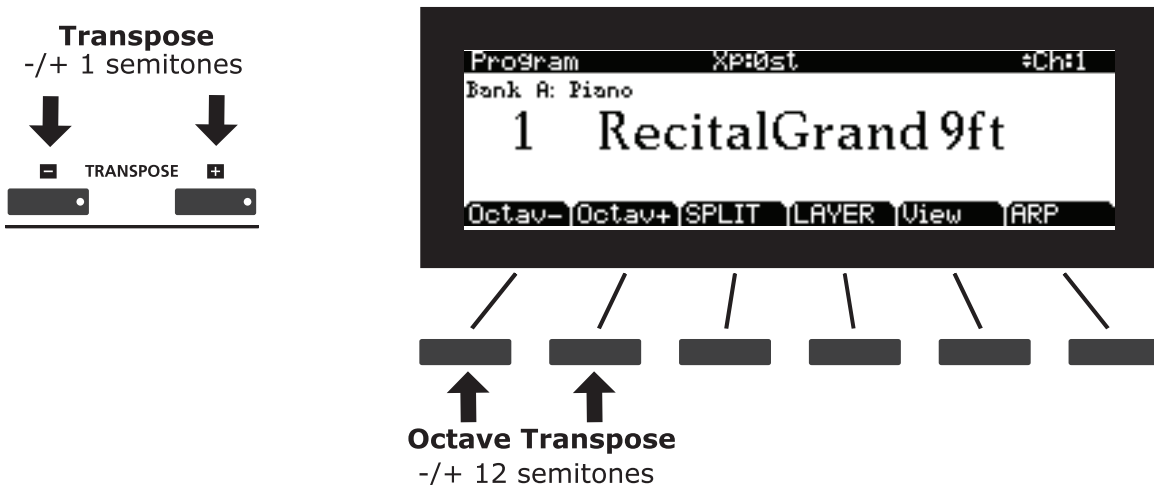 Transpose
-/+ 1 semitones
- TRANSPOSE +
Program Xp:0st ÷Ch:1
Bank A: Piano
1 RecitalGrand 9ft
Octav- Octav+ SPLIT LAYER View ARP
Octave Transpose
-/+ 12 semitones